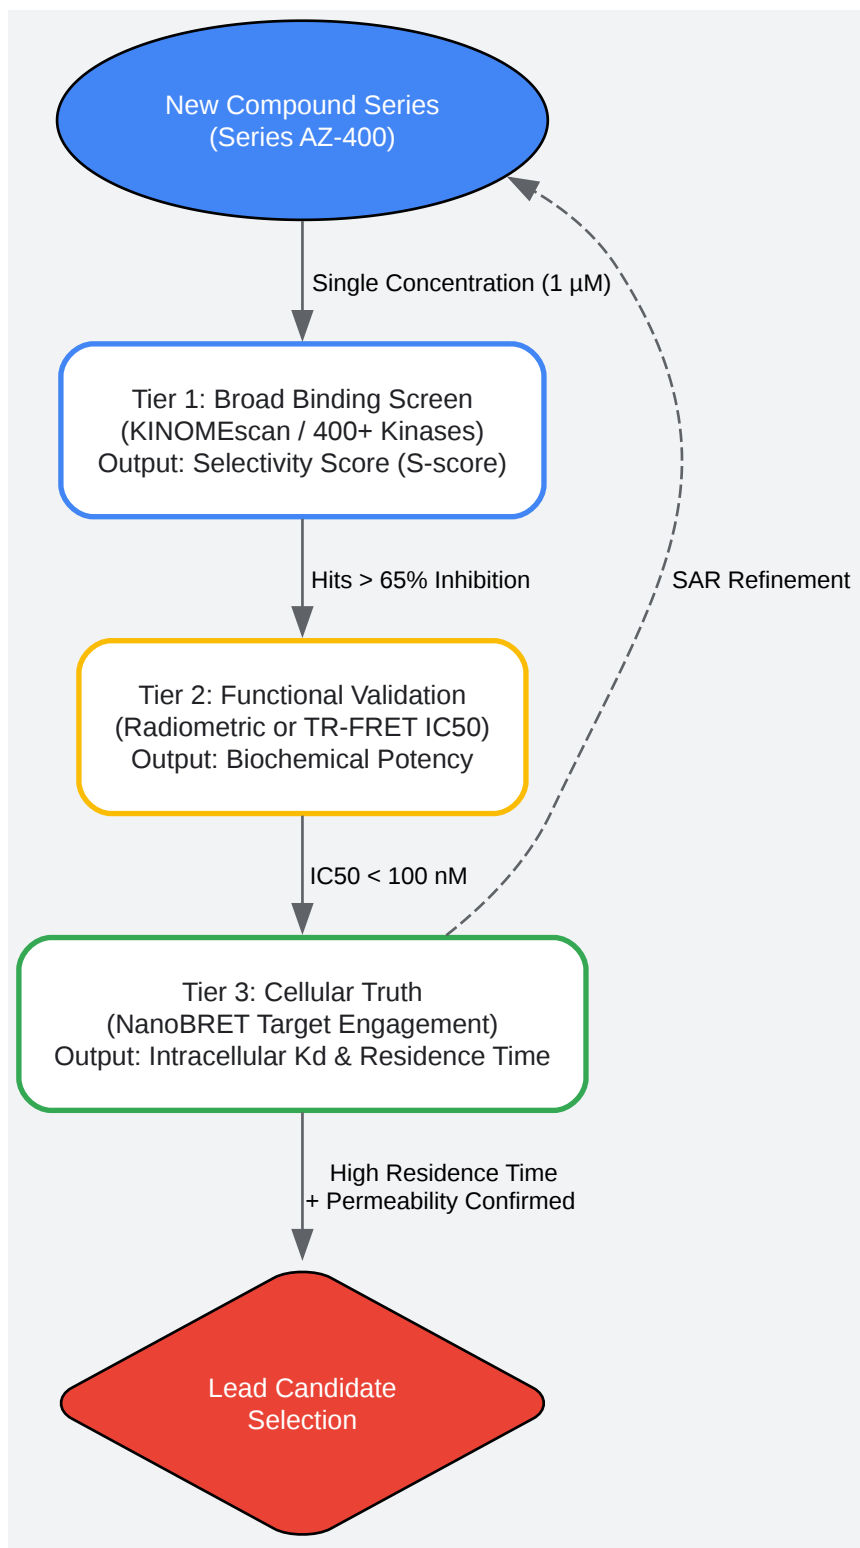 New Compound Series
(Series AZ-400)
Single Concentration (1 µM)
Tier 1: Broad Binding Screen
(KINOMEscan / 400+ Kinases)
Output: Selectivity Score (S-score)
Hits > 65% Inhibition
SAR Refinement
Tier 2: Functional Validation
(Radiometric or TR-FRET IC50)
Output: Biochemical Potency
IC50 < 100 nM
Tier 3: Cellular Truth
(NanoBRET Target Engagement)
Output: Intracellular Kd & Residence Time
High Residence Time
+ Permeability Confirmed
Lead Candidate
Selection